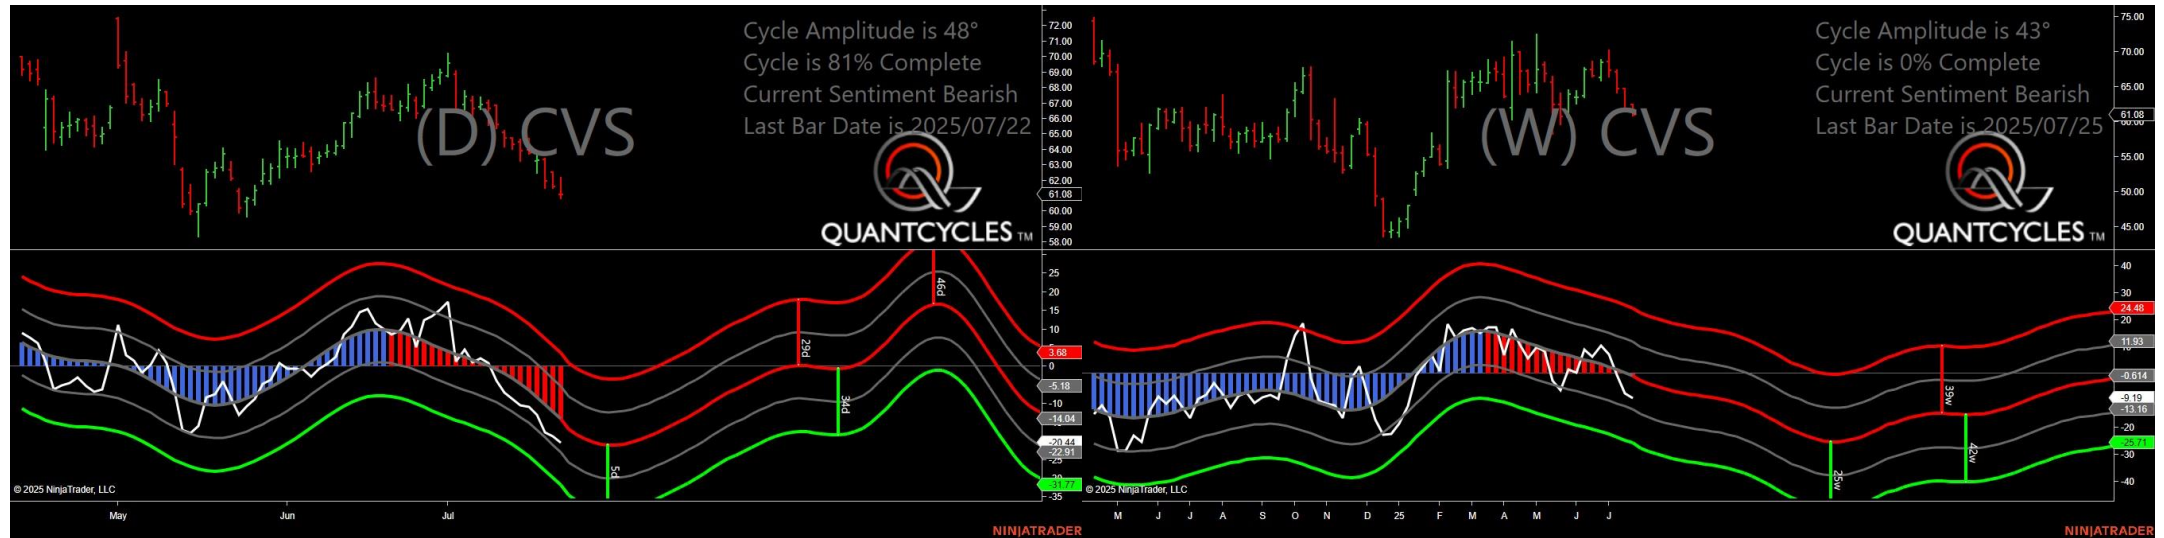 Cycle Amplitude is 48°
Cycle is 81% Complete
Current Sentiment Bearish
Last Bar Date is 2025/07/22
(D) CVS
QUANTCYCLES TM
72.00
71.00
70.00
69.00
68.00
67.00
66.00
65.00
64.00
63.00
62.00
61.08
60.00
59.00
58.00
25
20
15
10
5
3.68
0
-5.18
-10
-14.04
-20.44
-22.91
-25
-30
-31.77
-35
29d
46d
34d
5d
© 2025 NinjaTrader, LLC
May
Jun
Jul
NINJATRADER
Cycle Amplitude is 43°
Cycle is 0% Complete
Current Sentiment Bearish
Last Bar Date is 2025/07/25
(W) CVS
QUANTCYCLES TM
75.00
70.00
65.00
61.08
60.00
55.00
50.00
45.00
40
30
24.48
20
11.93
-0.614
-9.19
-13.16
-20
-25.71
-30
-40
39w
42w
25w
© 2025 NinjaTrader, LLC
M
J
J
A
S
O
N
D
25
F
M
A
M
J
J
NINJATRADER